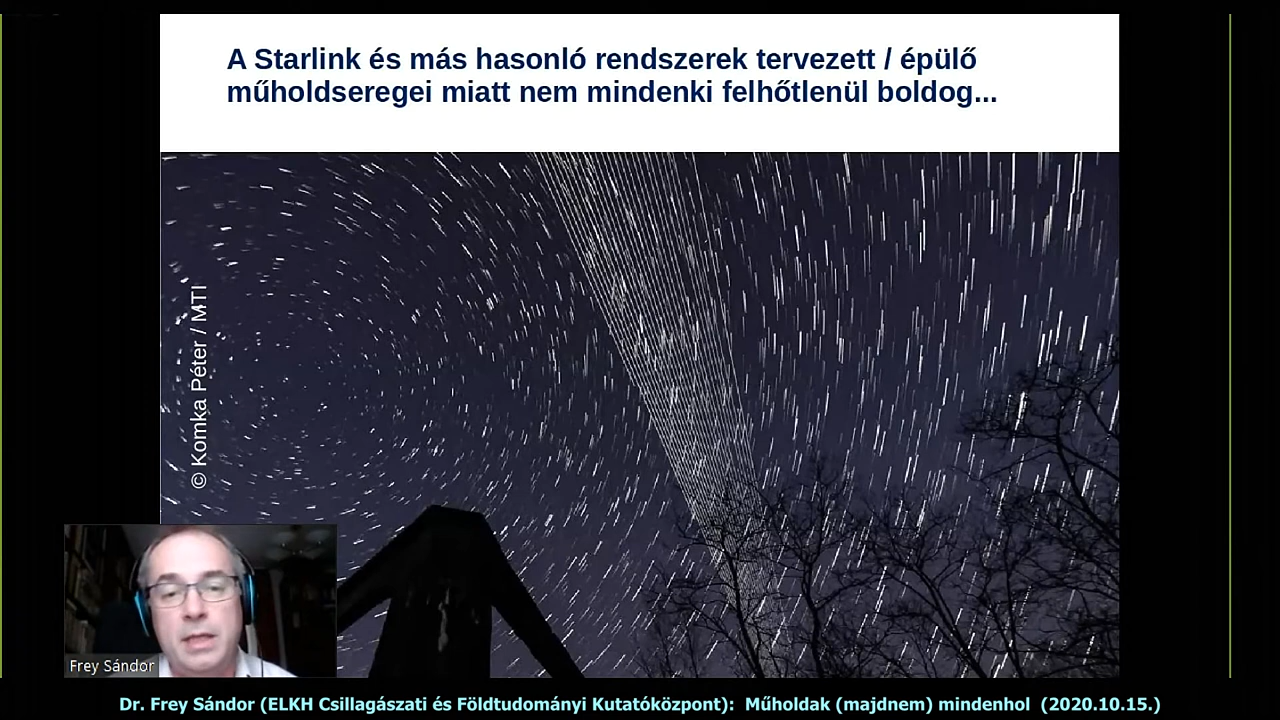 A Starlink és más hasonló rendszerek tervezett / épülő
műholdseregei miatt nem mindenki felhőtlenül boldog...
© Komka Péter / MTI
Frey Sándor
Dr. Frey Sándor (ELKH Csillagászati és Földtudományi Kutatóközpont): Műholdak (majdnem) mindenhol (2020.10.15.)